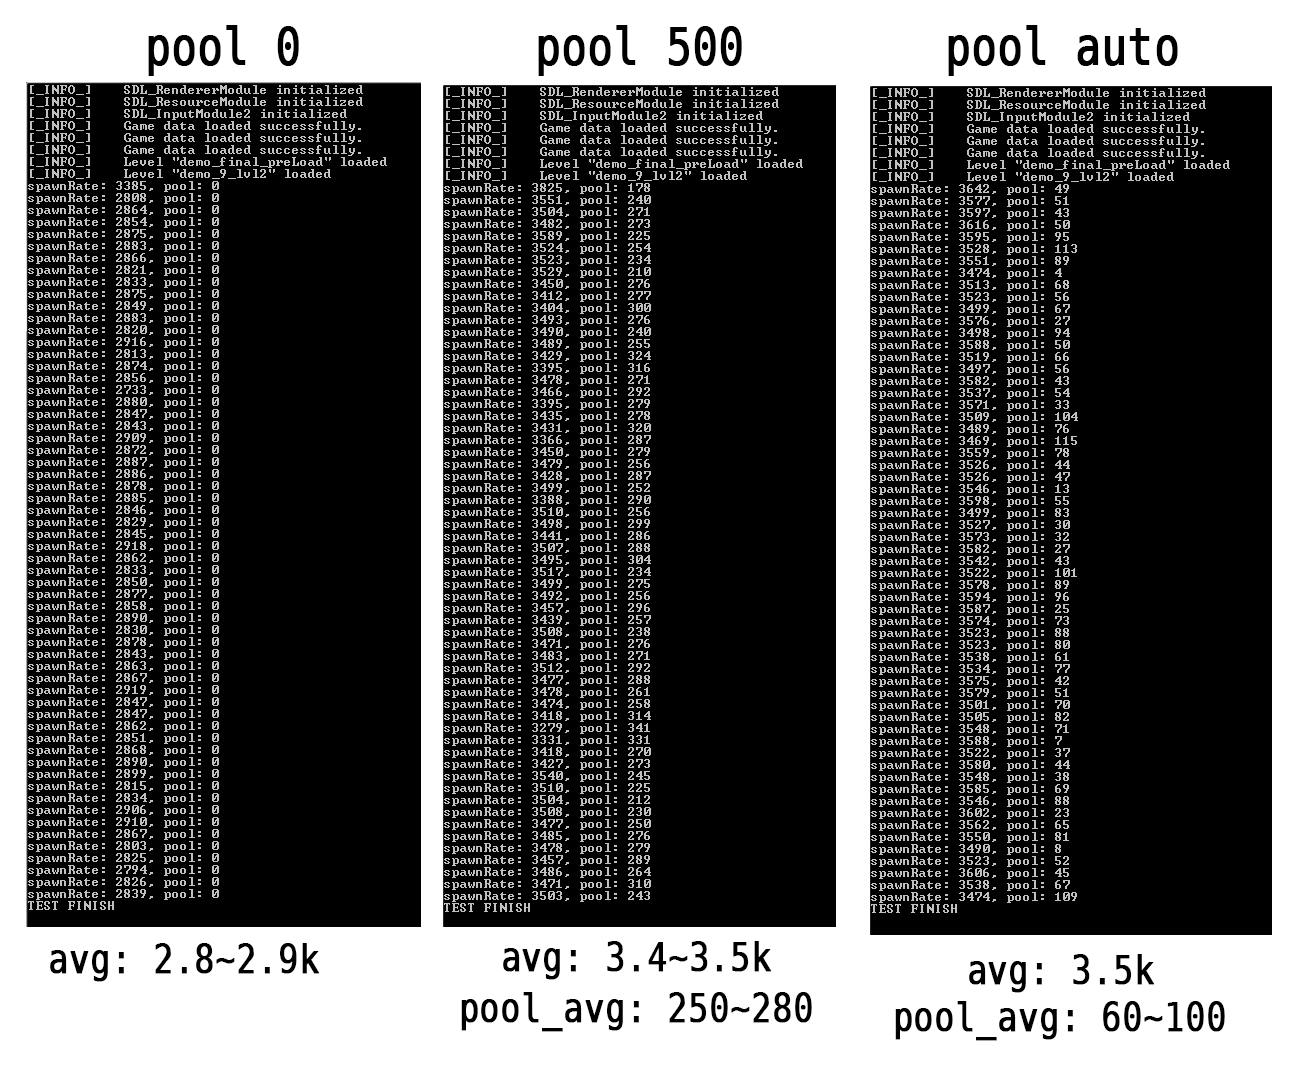 pool 0
[_INFO_]    SDL_RendererModule initialized
[_INFO_]    SDL_ResourceModule initialized
[_INFO_]    SDL_InputModule2 initialized
[_INFO_]    Game data loaded successfully.
[_INFO_]    Game data loaded successfully.
[_INFO_]    Game data loaded successfully.
[_INFO_]    Level "demo_final_preLoad" loaded
[_INFO_]    Level "demo_9_lvl2" loaded
spawnRate: 3385, pool: 0
spawnRate: 2808, pool: 0
spawnRate: 2864, pool: 0
spawnRate: 2854, pool: 0
spawnRate: 2875, pool: 0
spawnRate: 2883, pool: 0
spawnRate: 2866, pool: 0
spawnRate: 2821, pool: 0
spawnRate: 2833, pool: 0
spawnRate: 2875, pool: 0
spawnRate: 2849, pool: 0
spawnRate: 2883, pool: 0
spawnRate: 2820, pool: 0
spawnRate: 2916, pool: 0
spawnRate: 2813, pool: 0
spawnRate: 2874, pool: 0
spawnRate: 2856, pool: 0
spawnRate: 2733, pool: 0
spawnRate: 2880, pool: 0
spawnRate: 2847, pool: 0
spawnRate: 2843, pool: 0
spawnRate: 2909, pool: 0
spawnRate: 2872, pool: 0
spawnRate: 2887, pool: 0
spawnRate: 2886, pool: 0
spawnRate: 2878, pool: 0
spawnRate: 2885, pool: 0
spawnRate: 2846, pool: 0
spawnRate: 2829, pool: 0
spawnRate: 2845, pool: 0
spawnRate: 2918, pool: 0
spawnRate: 2862, pool: 0
spawnRate: 2833, pool: 0
spawnRate: 2850, pool: 0
spawnRate: 2877, pool: 0
spawnRate: 2858, pool: 0
spawnRate: 2890, pool: 0
spawnRate: 2830, pool: 0
spawnRate: 2878, pool: 0
spawnRate: 2843, pool: 0
spawnRate: 2863, pool: 0
spawnRate: 2867, pool: 0
spawnRate: 2919, pool: 0
spawnRate: 2847, pool: 0
spawnRate: 2847, pool: 0
spawnRate: 2862, pool: 0
spawnRate: 2851, pool: 0
spawnRate: 2868, pool: 0
spawnRate: 2890, pool: 0
spawnRate: 2899, pool: 0
spawnRate: 2815, pool: 0
spawnRate: 2834, pool: 0
spawnRate: 2906, pool: 0
spawnRate: 2910, pool: 0
spawnRate: 2867, pool: 0
spawnRate: 2803, pool: 0
spawnRate: 2825, pool: 0
spawnRate: 2794, pool: 0
spawnRate: 2826, pool: 0
spawnRate: 2839, pool: 0
TEST FINISH
avg: 2.8~2.9k
pool 500
[_INFO_]    SDL_RendererModule initialized
[_INFO_]    SDL_ResourceModule initialized
[_INFO_]    SDL_InputModule2 initialized
[_INFO_]    Game data loaded successfully.
[_INFO_]    Game data loaded successfully.
[_INFO_]    Game data loaded successfully.
[_INFO_]    Level "demo_final_preLoad" loaded
[_INFO_]    Level "demo_9_lvl2" loaded
spawnRate: 3825, pool: 178
spawnRate: 3551, pool: 240
spawnRate: 3504, pool: 271
spawnRate: 3482, pool: 273
spawnRate: 3589, pool: 225
spawnRate: 3524, pool: 254
spawnRate: 3523, pool: 234
spawnRate: 3529, pool: 210
spawnRate: 3450, pool: 276
spawnRate: 3412, pool: 277
spawnRate: 3404, pool: 300
spawnRate: 3493, pool: 276
spawnRate: 3490, pool: 240
spawnRate: 3489, pool: 255
spawnRate: 3429, pool: 324
spawnRate: 3395, pool: 316
spawnRate: 3478, pool: 271
spawnRate: 3466, pool: 292
spawnRate: 3395, pool: 279
spawnRate: 3435, pool: 278
spawnRate: 3431, pool: 320
spawnRate: 3366, pool: 287
spawnRate: 3450, pool: 279
spawnRate: 3479, pool: 256
spawnRate: 3428, pool: 287
spawnRate: 3499, pool: 252
spawnRate: 3388, pool: 290
spawnRate: 3510, pool: 256
spawnRate: 3498, pool: 299
spawnRate: 3441, pool: 286
spawnRate: 3507, pool: 288
spawnRate: 3495, pool: 304
spawnRate: 3517, pool: 234
spawnRate: 3499, pool: 275
spawnRate: 3492, pool: 256
spawnRate: 3457, pool: 296
spawnRate: 3439, pool: 257
spawnRate: 3508, pool: 238
spawnRate: 3471, pool: 276
spawnRate: 3483, pool: 271
spawnRate: 3512, pool: 292
spawnRate: 3477, pool: 288
spawnRate: 3478, pool: 261
spawnRate: 3474, pool: 258
spawnRate: 3418, pool: 314
spawnRate: 3279, pool: 341
spawnRate: 3331, pool: 331
spawnRate: 3418, pool: 270
spawnRate: 3427, pool: 273
spawnRate: 3540, pool: 245
spawnRate: 3510, pool: 225
spawnRate: 3504, pool: 212
spawnRate: 3508, pool: 230
spawnRate: 3477, pool: 250
spawnRate: 3485, pool: 276
spawnRate: 3478, pool: 279
spawnRate: 3457, pool: 289
spawnRate: 3486, pool: 264
spawnRate: 3471, pool: 310
spawnRate: 3503, pool: 243
TEST FINISH
avg: 3.4~3.5k
pool_avg: 250~280
pool auto
[_INFO_]    SDL_RendererModule initialized
[_INFO_]    SDL_ResourceModule initialized
[_INFO_]    SDL_InputModule2 initialized
[_INFO_]    Game data loaded successfully.
[_INFO_]    Game data loaded successfully.
[_INFO_]    Game data loaded successfully.
[_INFO_]    Level "demo_final_preLoad" loaded
[_INFO_]    Level "demo_9_lvl2" loaded
spawnRate: 3642, pool: 49
spawnRate: 3577, pool: 51
spawnRate: 3597, pool: 43
spawnRate: 3616, pool: 50
spawnRate: 3595, pool: 95
spawnRate: 3528, pool: 113
spawnRate: 3551, pool: 89
spawnRate: 3474, pool: 4
spawnRate: 3513, pool: 68
spawnRate: 3523, pool: 56
spawnRate: 3499, pool: 67
spawnRate: 3576, pool: 27
spawnRate: 3498, pool: 94
spawnRate: 3588, pool: 50
spawnRate: 3519, pool: 66
spawnRate: 3497, pool: 56
spawnRate: 3582, pool: 43
spawnRate: 3537, pool: 54
spawnRate: 3571, pool: 33
spawnRate: 3509, pool: 104
spawnRate: 3489, pool: 76
spawnRate: 3469, pool: 115
spawnRate: 3559, pool: 78
spawnRate: 3526, pool: 44
spawnRate: 3526, pool: 47
spawnRate: 3546, pool: 13
spawnRate: 3598, pool: 55
spawnRate: 3499, pool: 83
spawnRate: 3527, pool: 30
spawnRate: 3573, pool: 32
spawnRate: 3582, pool: 27
spawnRate: 3542, pool: 43
spawnRate: 3522, pool: 101
spawnRate: 3578, pool: 89
spawnRate: 3594, pool: 96
spawnRate: 3587, pool: 25
spawnRate: 3574, pool: 73
spawnRate: 3523, pool: 88
spawnRate: 3523, pool: 80
spawnRate: 3538, pool: 61
spawnRate: 3534, pool: 77
spawnRate: 3575, pool: 42
spawnRate: 3579, pool: 51
spawnRate: 3501, pool: 70
spawnRate: 3505, pool: 82
spawnRate: 3548, pool: 71
spawnRate: 3588, pool: 7
spawnRate: 3522, pool: 37
spawnRate: 3580, pool: 44
spawnRate: 3548, pool: 38
spawnRate: 3585, pool: 69
spawnRate: 3546, pool: 88
spawnRate: 3602, pool: 23
spawnRate: 3562, pool: 65
spawnRate: 3550, pool: 81
spawnRate: 3490, pool: 8
spawnRate: 3523, pool: 52
spawnRate: 3606, pool: 45
spawnRate: 3538, pool: 67
spawnRate: 3474, pool: 109
TEST FINISH
avg: 3.5k
pool_avg: 60~100